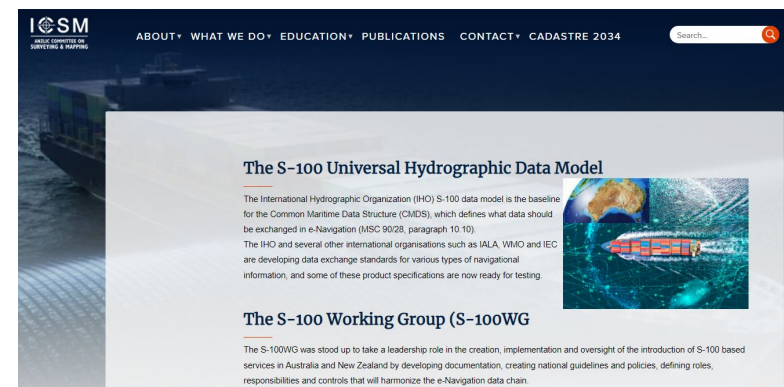 ICSM
ANZLIC COMMITTEE ON
SURVEYING & MAPPING
ABOUT WHAT WE DO EDUCATION PUBLICATIONS CONTACT CADASTRE 2034
Search...
The S-100 Universal Hydrographic Data Model
The International Hydrographic Organization (IHO) S-100 data model is the baseline
for the Common Maritime Data Structure (CMDS), which defines what data should
be exchanged in e-Navigation (MSC 90/28, paragraph 10.10).
The IHO and several other international organisations such as IALA, WMO and IEC
are developing data exchange standards for various types of navigational
information, and some of these product specifications are now ready for testing.
The S-100 Working Group (S-100WG
The S-100WG was stood up to take a leadership role in the creation, implementation and oversight of the introduction of S-100 based
services in Australia and New Zealand by developing documentation, creating national guidelines and policies, defining roles,
responsibilities and controls that will harmonize the e-Navigation data chain.